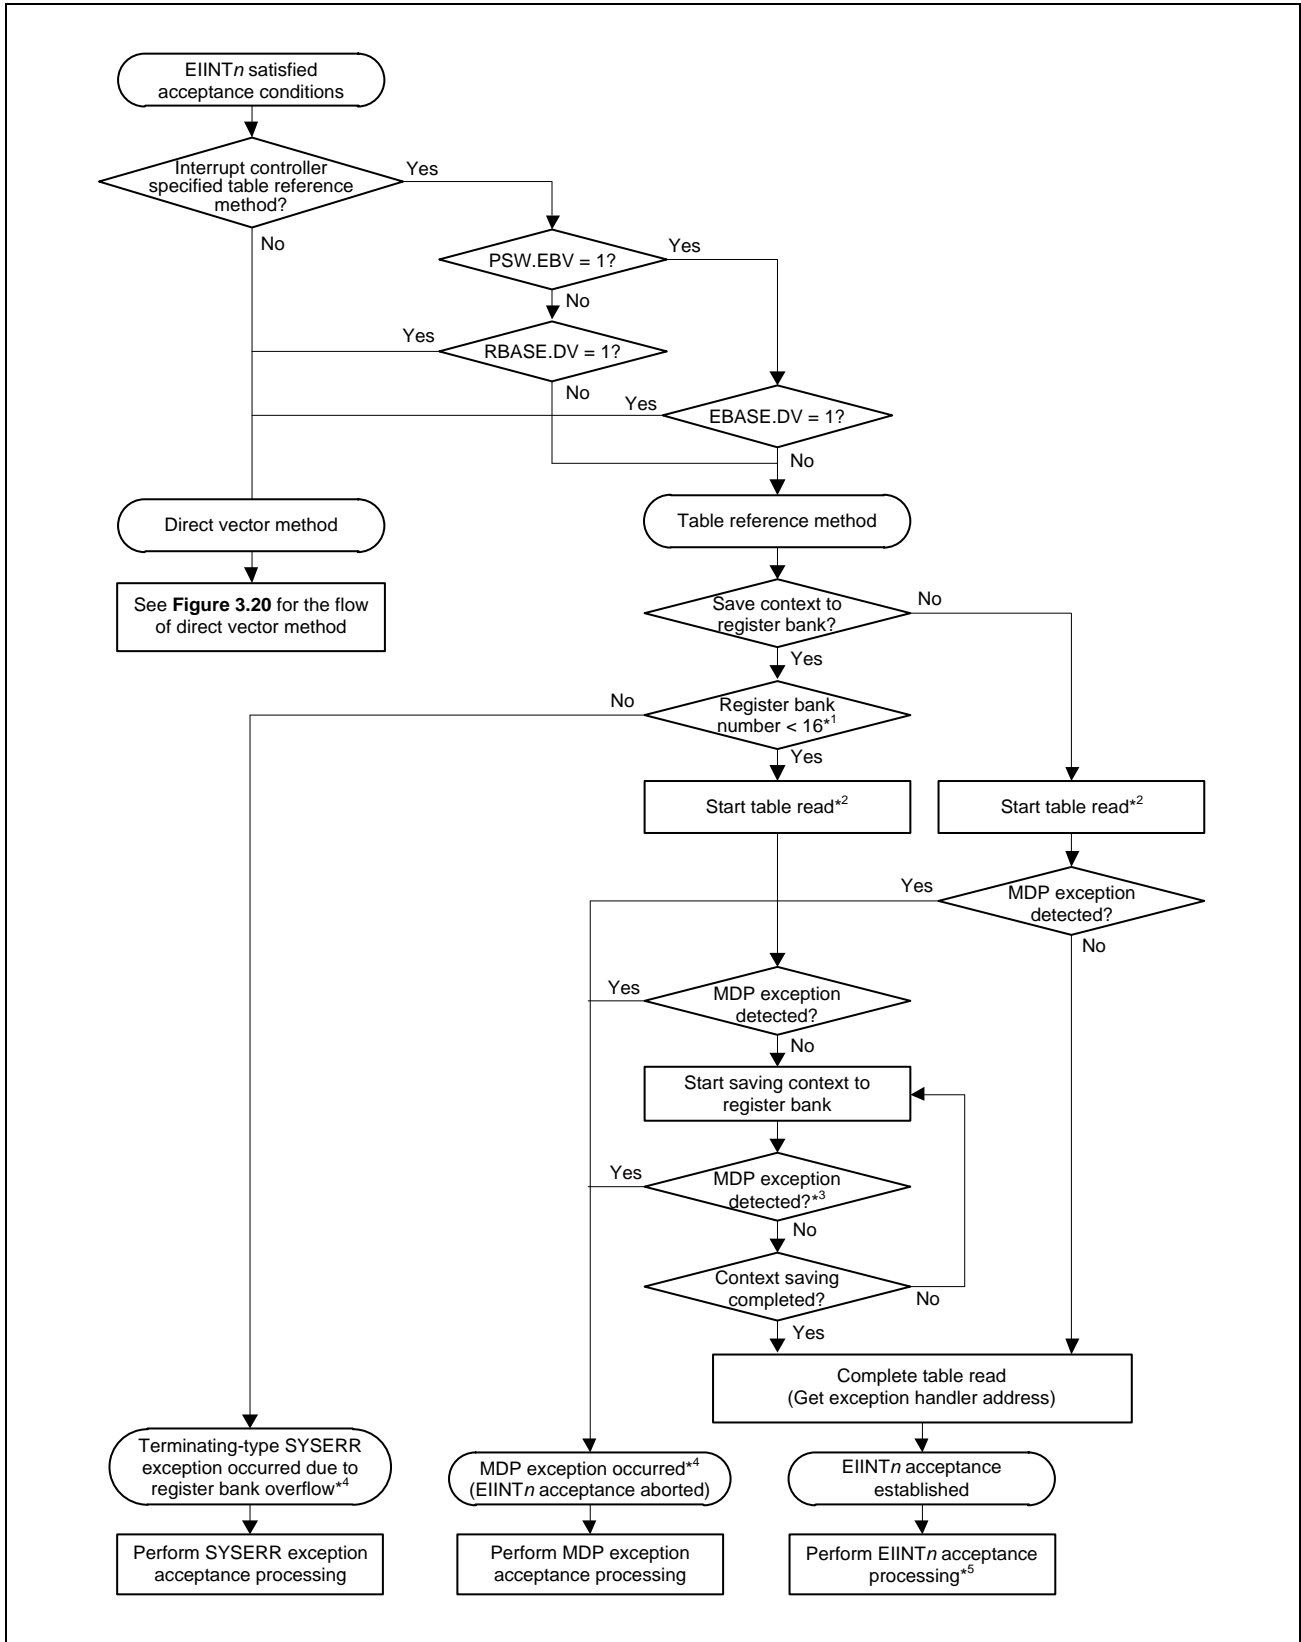 EIINTn satisfied
acceptance conditions
Interrupt controller
specified table reference
method?
Yes
No
PSW.EBV = 1?
Yes
No
RBASE.DV = 1?
Yes
No
EBASE.DV = 1?
Yes
No
Direct vector method
Table reference method
See Figure 3.20 for the flow
of direct vector method
Save context to
register bank?
No
Yes
Register bank
number < 16*1
No
Yes
Start table read*2
Start table read*2
MDP exception
detected?
Yes
No
MDP exception
detected?
Yes
No
Start saving context to
register bank
MDP exception
detected?*3
Yes
No
Context saving
completed?
No
Yes
Complete table read
(Get exception handler address)
Terminating-type SYSERR
exception occurred due to
register bank overflow*4
MDP exception occurred*4
(EIINTn acceptance aborted)
EIINTn acceptance
established
Perform SYSERR exception
acceptance processing
Perform MDP exception
acceptance processing
Perform EIINTn acceptance
processing*5